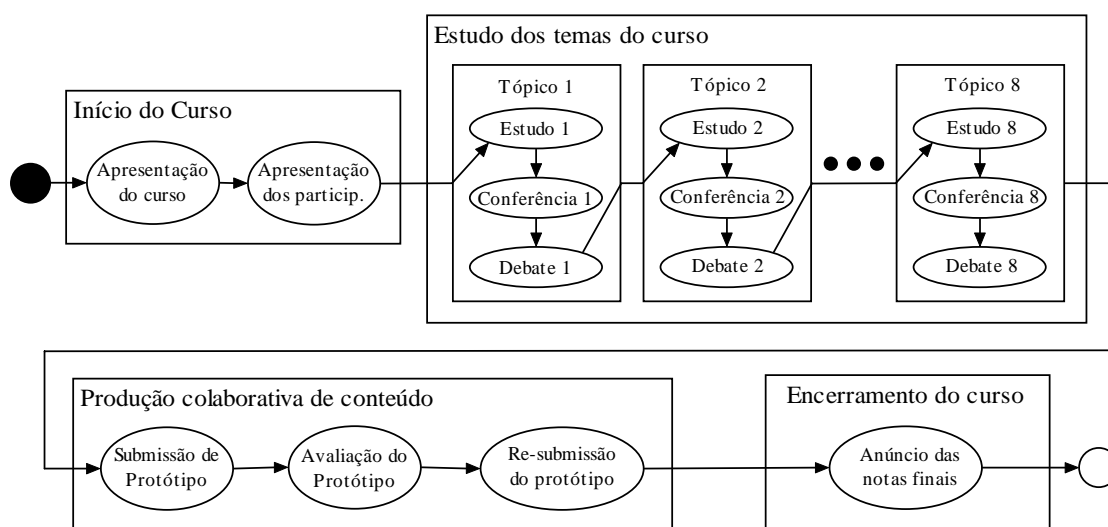 Estudo dos temas do curso
Início do Curso
Apresentação
do curso
Apresentação
dos particip.
Tópico 1
Estudo 1
Conferência 1
Debate 1
Tópico 2
Estudo 2
Conferência 2
Debate 2
Tópico 8
Estudo 8
Conferência 8
Debate 8
Produção colaborativa de conteúdo
Submissão de
Protótipo
Avaliação do
Protótipo
Re-submissão
do protótipo
Encerramento do curso
Anúncio das
notas finais